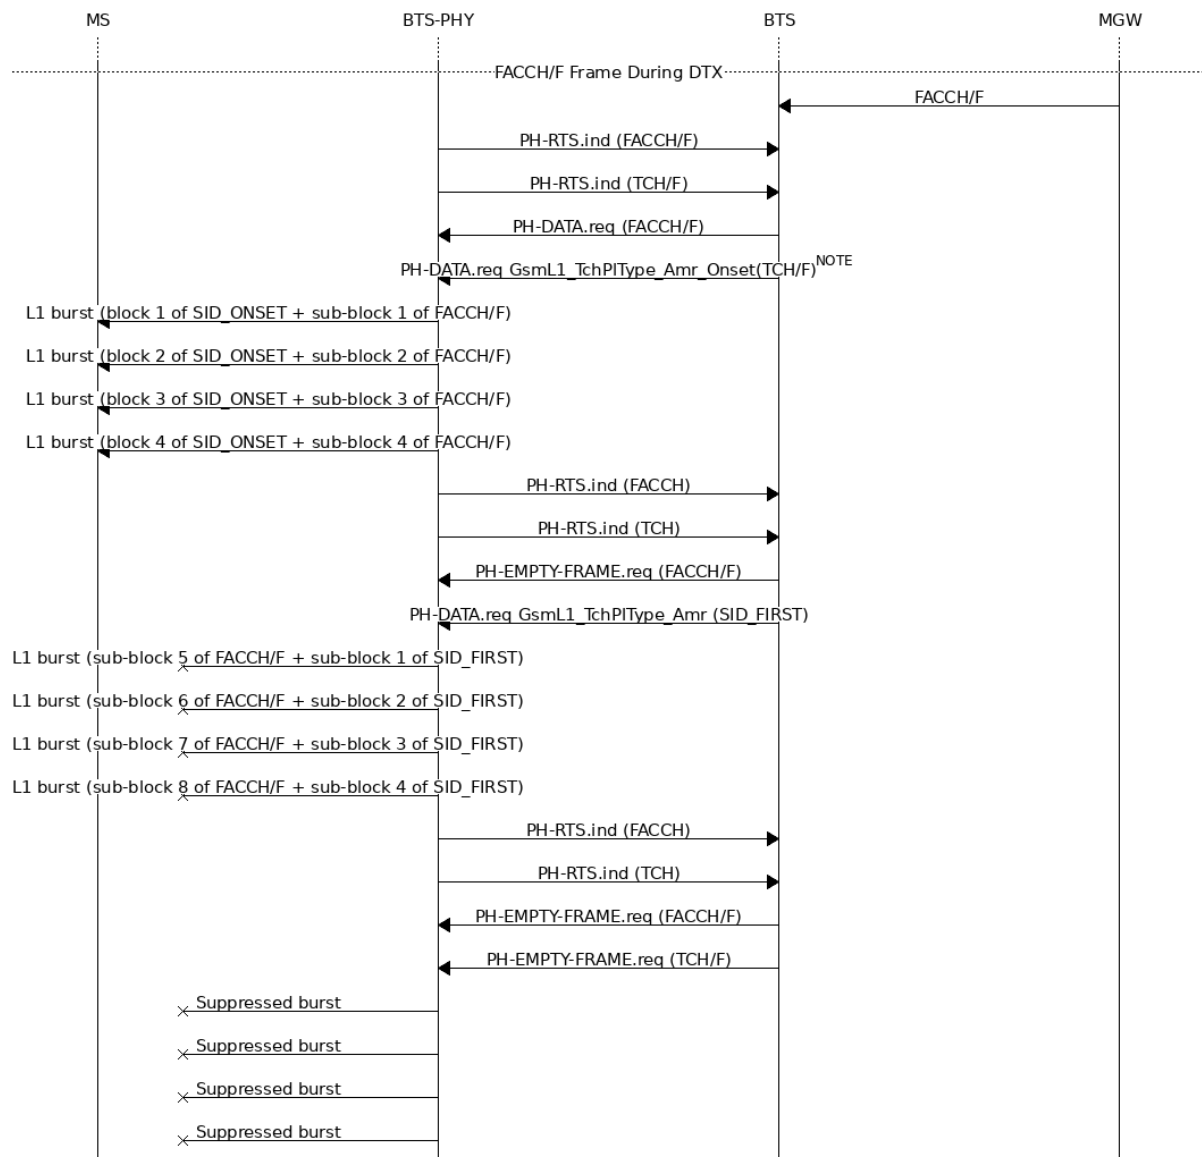 MS BTS-PHY BTS MGW
FACCH/F Frame During DTX
FACCH/F
PH-RTS.ind (FACCH/F)
PH-RTS.ind (TCH/F)
PH-DATA.req (FACCH/F)
PH-DATA.req GsmL1_TchPlType_Amr_Onset(TCH/F)NOTE
L1 burst (block 1 of SID_ONSET + sub-block 1 of FACCH/F)
L1 burst (block 2 of SID_ONSET + sub-block 2 of FACCH/F)
L1 burst (block 3 of SID_ONSET + sub-block 3 of FACCH/F)
L1 burst (block 4 of SID_ONSET + sub-block 4 of FACCH/F)
PH-RTS.ind (FACCH)
PH-RTS.ind (TCH)
PH-EMPTY-FRAME.req (FACCH/F)
PH-DATA.req GsmL1_TchPlType_Amr (SID_FIRST)
L1 burst (sub-block 5 of FACCH/F + sub-block 1 of SID_FIRST)
L1 burst (sub-block 6 of FACCH/F + sub-block 2 of SID_FIRST)
L1 burst (sub-block 7 of FACCH/F + sub-block 3 of SID_FIRST)
L1 burst (sub-block 8 of FACCH/F + sub-block 4 of SID_FIRST)
PH-RTS.ind (FACCH)
PH-RTS.ind (TCH)
PH-EMPTY-FRAME.req (FACCH/F)
PH-EMPTY-FRAME.req (TCH/F)
Suppressed burst
Suppressed burst
Suppressed burst
Suppressed burst